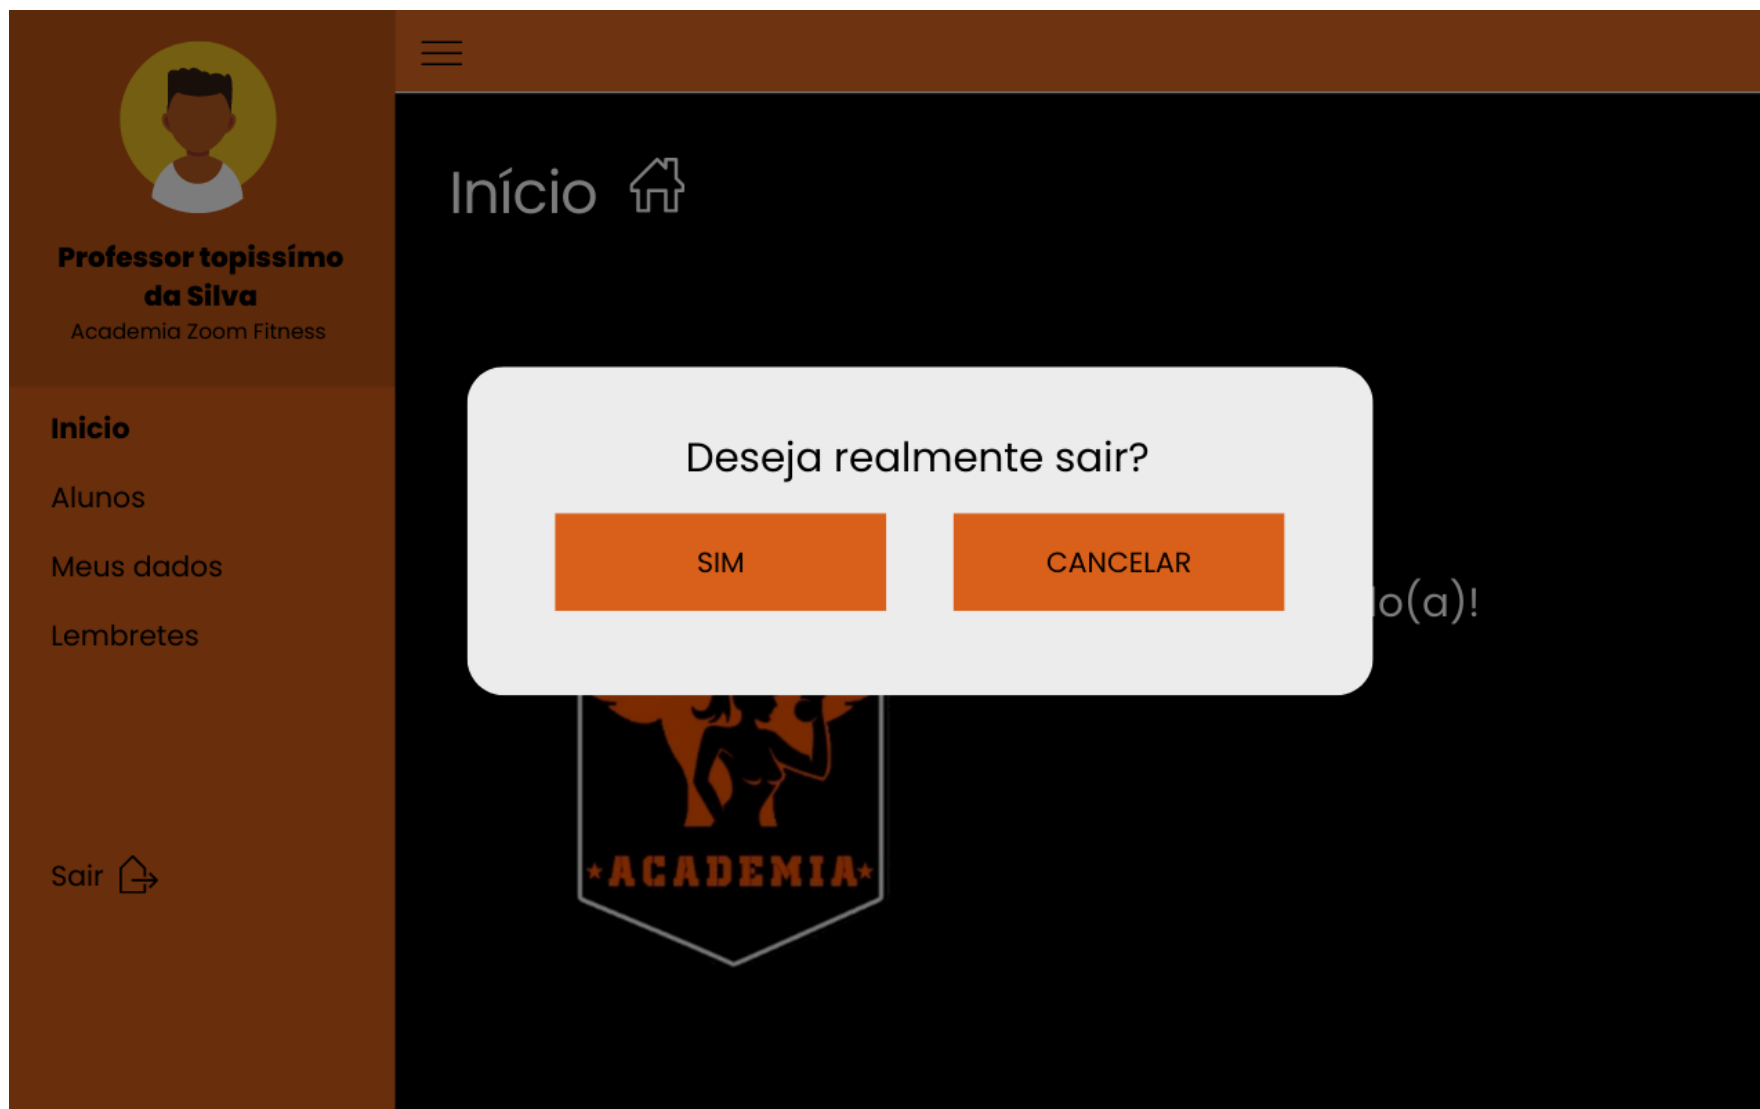 Professor topissímo
da Silva
Academia Zoom Fitness
Inicio
Alunos
Meus dados
Lembretes
Sair
Início
Deseja realmente sair?
SIM
CANCELAR
o(a)!
ACADEMIA